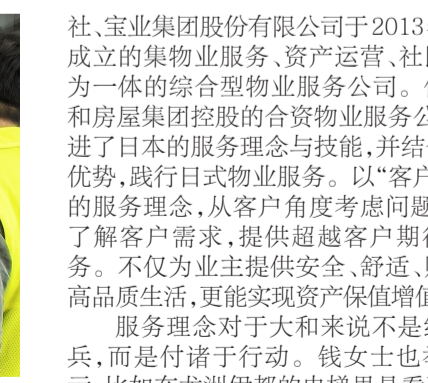 社、宝业集团股份有限公司于2013
成立的集物业服务、资产运营、社
为一体的综合型物业服务公司。
和房屋集团控股的合资物业服务
进了日本的服务理念与技能,并结
优势,践行日式物业服务。以“客户
的服务理念,从客户角度考虑问题
了解客户需求,提供超越客户期
务。不仅为业主提供安全、舒适、
高品质生活,更能实现资产保值增值
服务理念对于大和来说不是
兵,而是付诸于行动。钱女士也